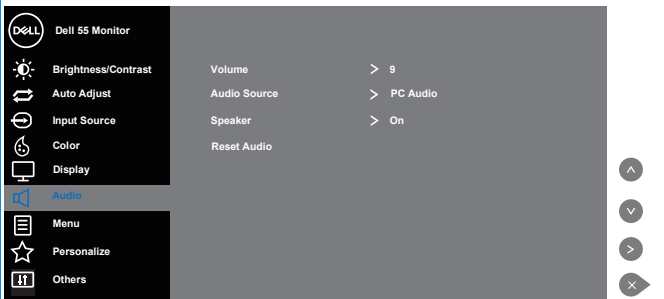 DELL Dell 55 Monitor
Brightness/Contrast Volume > 9
Auto Adjust Audio Source > PC Audio
Input Source Speaker > On
Color Reset Audio
Display
Audio
Menu
Personalize
Others